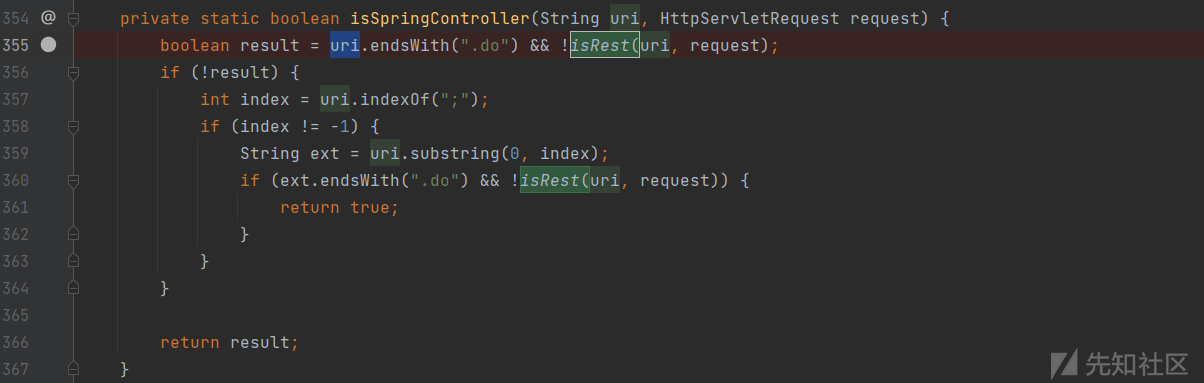 354 @ private static boolean isSpringController(String uri, HttpServletRequest request) {
355 boolean result = uri.endsWith(".do") && !isRest(uri, request);
356 if (!result) {
357 int index = uri.indexOf(";");
358 if (index != -1) {
359 String ext = uri.substring(0, index);
360 if (ext.endsWith(".do") && !isRest(uri, request)) {
361 return true;
362 }
363 }
364 }
365
366 return result;
367 }
先知社区